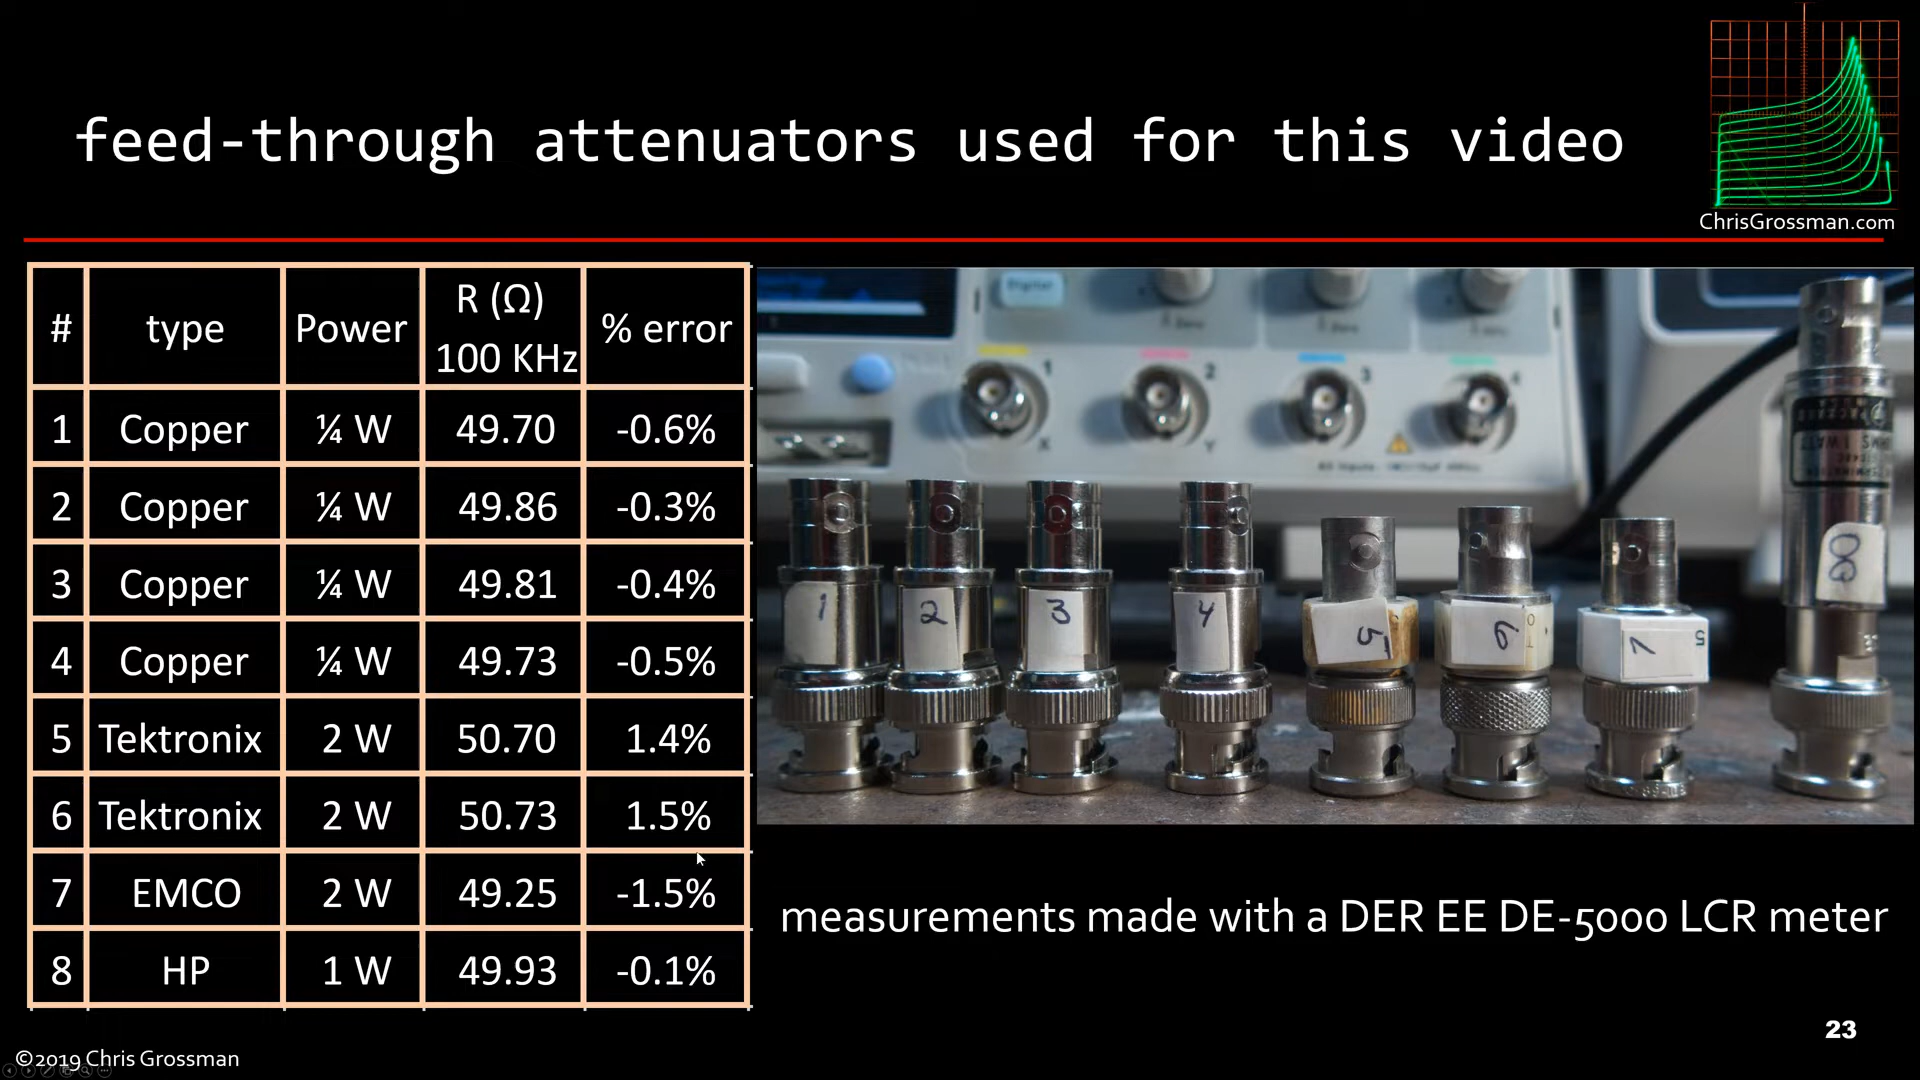 feed-through attenuators used for this video
ChrisGrossman.com
# type Power R (Ω) 100 KHz % error
1 Copper ¼ W 49.70 -0.6%
2 Copper ¼ W 49.86 -0.3%
3 Copper ¼ W 49.81 -0.4%
4 Copper ¼ W 49.73 -0.5%
5 Tektronix 2 W 50.70 1.4%
6 Tektronix 2 W 50.73 1.5%
7 EMCO 2 W 49.25 -1.5%
8 HP 1 W 49.93 -0.1%
Digital
1 2 3 4
X Y
1 2 3 4 5 6 7 8
measurements made with a DER EE DE-5000 LCR meter
23
©2019 Chris Grossman